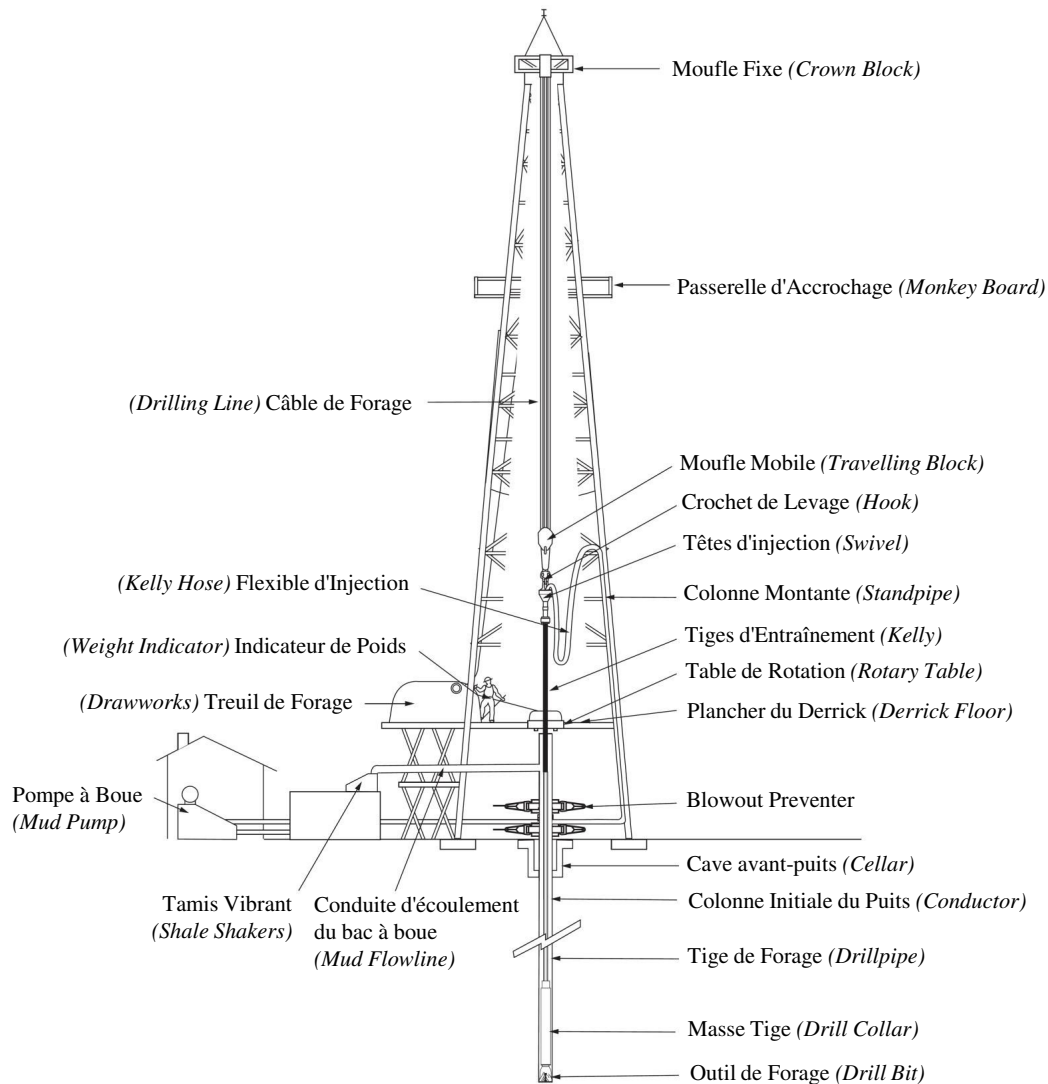 Moufle Fixe (Crown Block)
Passerelle d'Accrochage (Monkey Board)
(Drilling Line) Câble de Forage
Moufle Mobile (Travelling Block)
Crochet de Levage (Hook)
Têtes d'injection (Swivel)
(Kelly Hose) Flexible d'Injection
Colonne Montante (Standpipe)
Tiges d'Entraînement (Kelly)
(Weight Indicator) Indicateur de Poids
Table de Rotation (Rotary Table)
(Drawworks) Treuil de Forage
Plancher du Derrick (Derrick Floor)
Pompe à Boue
(Mud Pump)
Blowout Preventer
Cave avant-puits (Cellar)
Tamis Vibrant
(Shale Shakers)
Conduite d'écoulement
du bac à boue
(Mud Flowline)
Colonne Initiale du Puits (Conductor)
Tige de Forage (Drillpipe)
Masse Tige (Drill Collar)
Outil de Forage (Drill Bit)